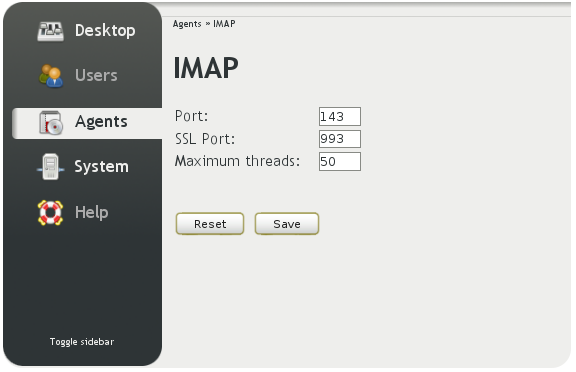 Desktop
Users
Agents
System
Help
Toggle sidebar
Agents » IMAP
IMAP
Port: 143
SSL Port: 993
Maximum threads: 50
Reset Save